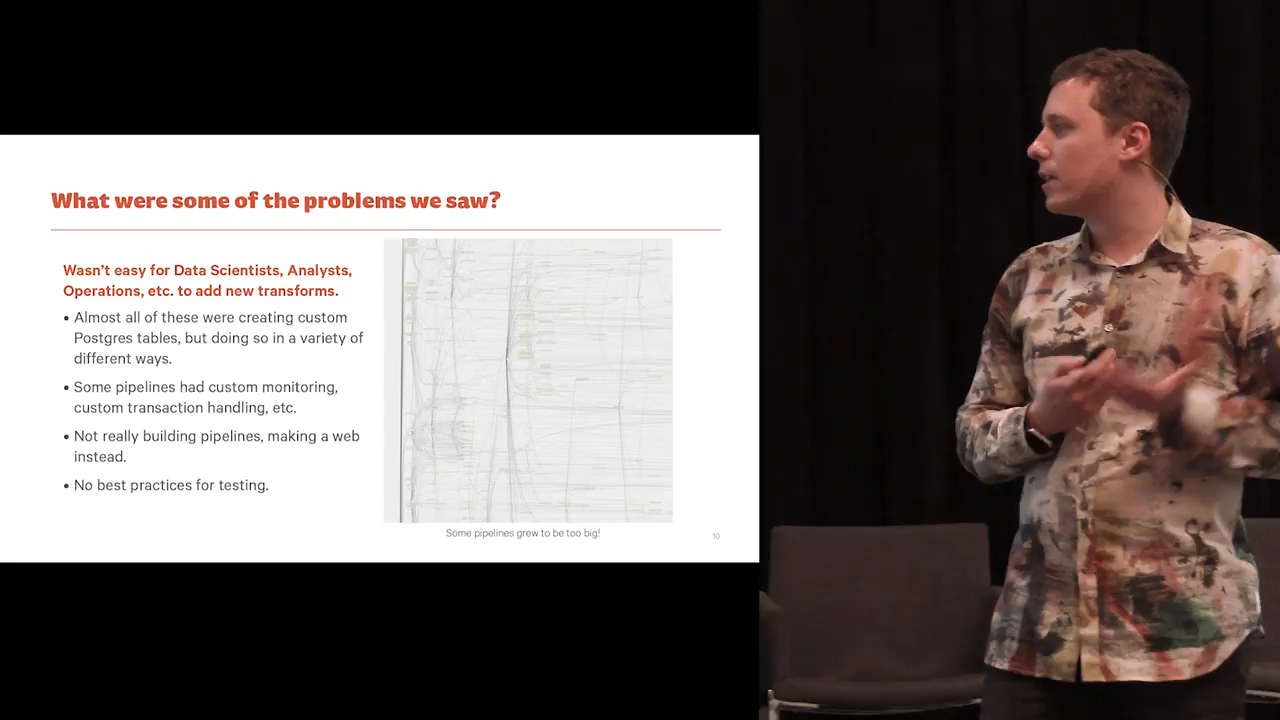 What were some of the problems we saw?
Wasn't easy for Data Scientists, Analysts,
Operations, etc. to add new transforms.
• Almost all of these were creating custom
Postgres tables, but doing so in a variety of
different ways.
• Some pipelines had custom monitoring,
custom transaction handling, etc.
• Not really building pipelines, making a web
instead.
• No best practices for testing.
Some pipelines grew to be too big!
10